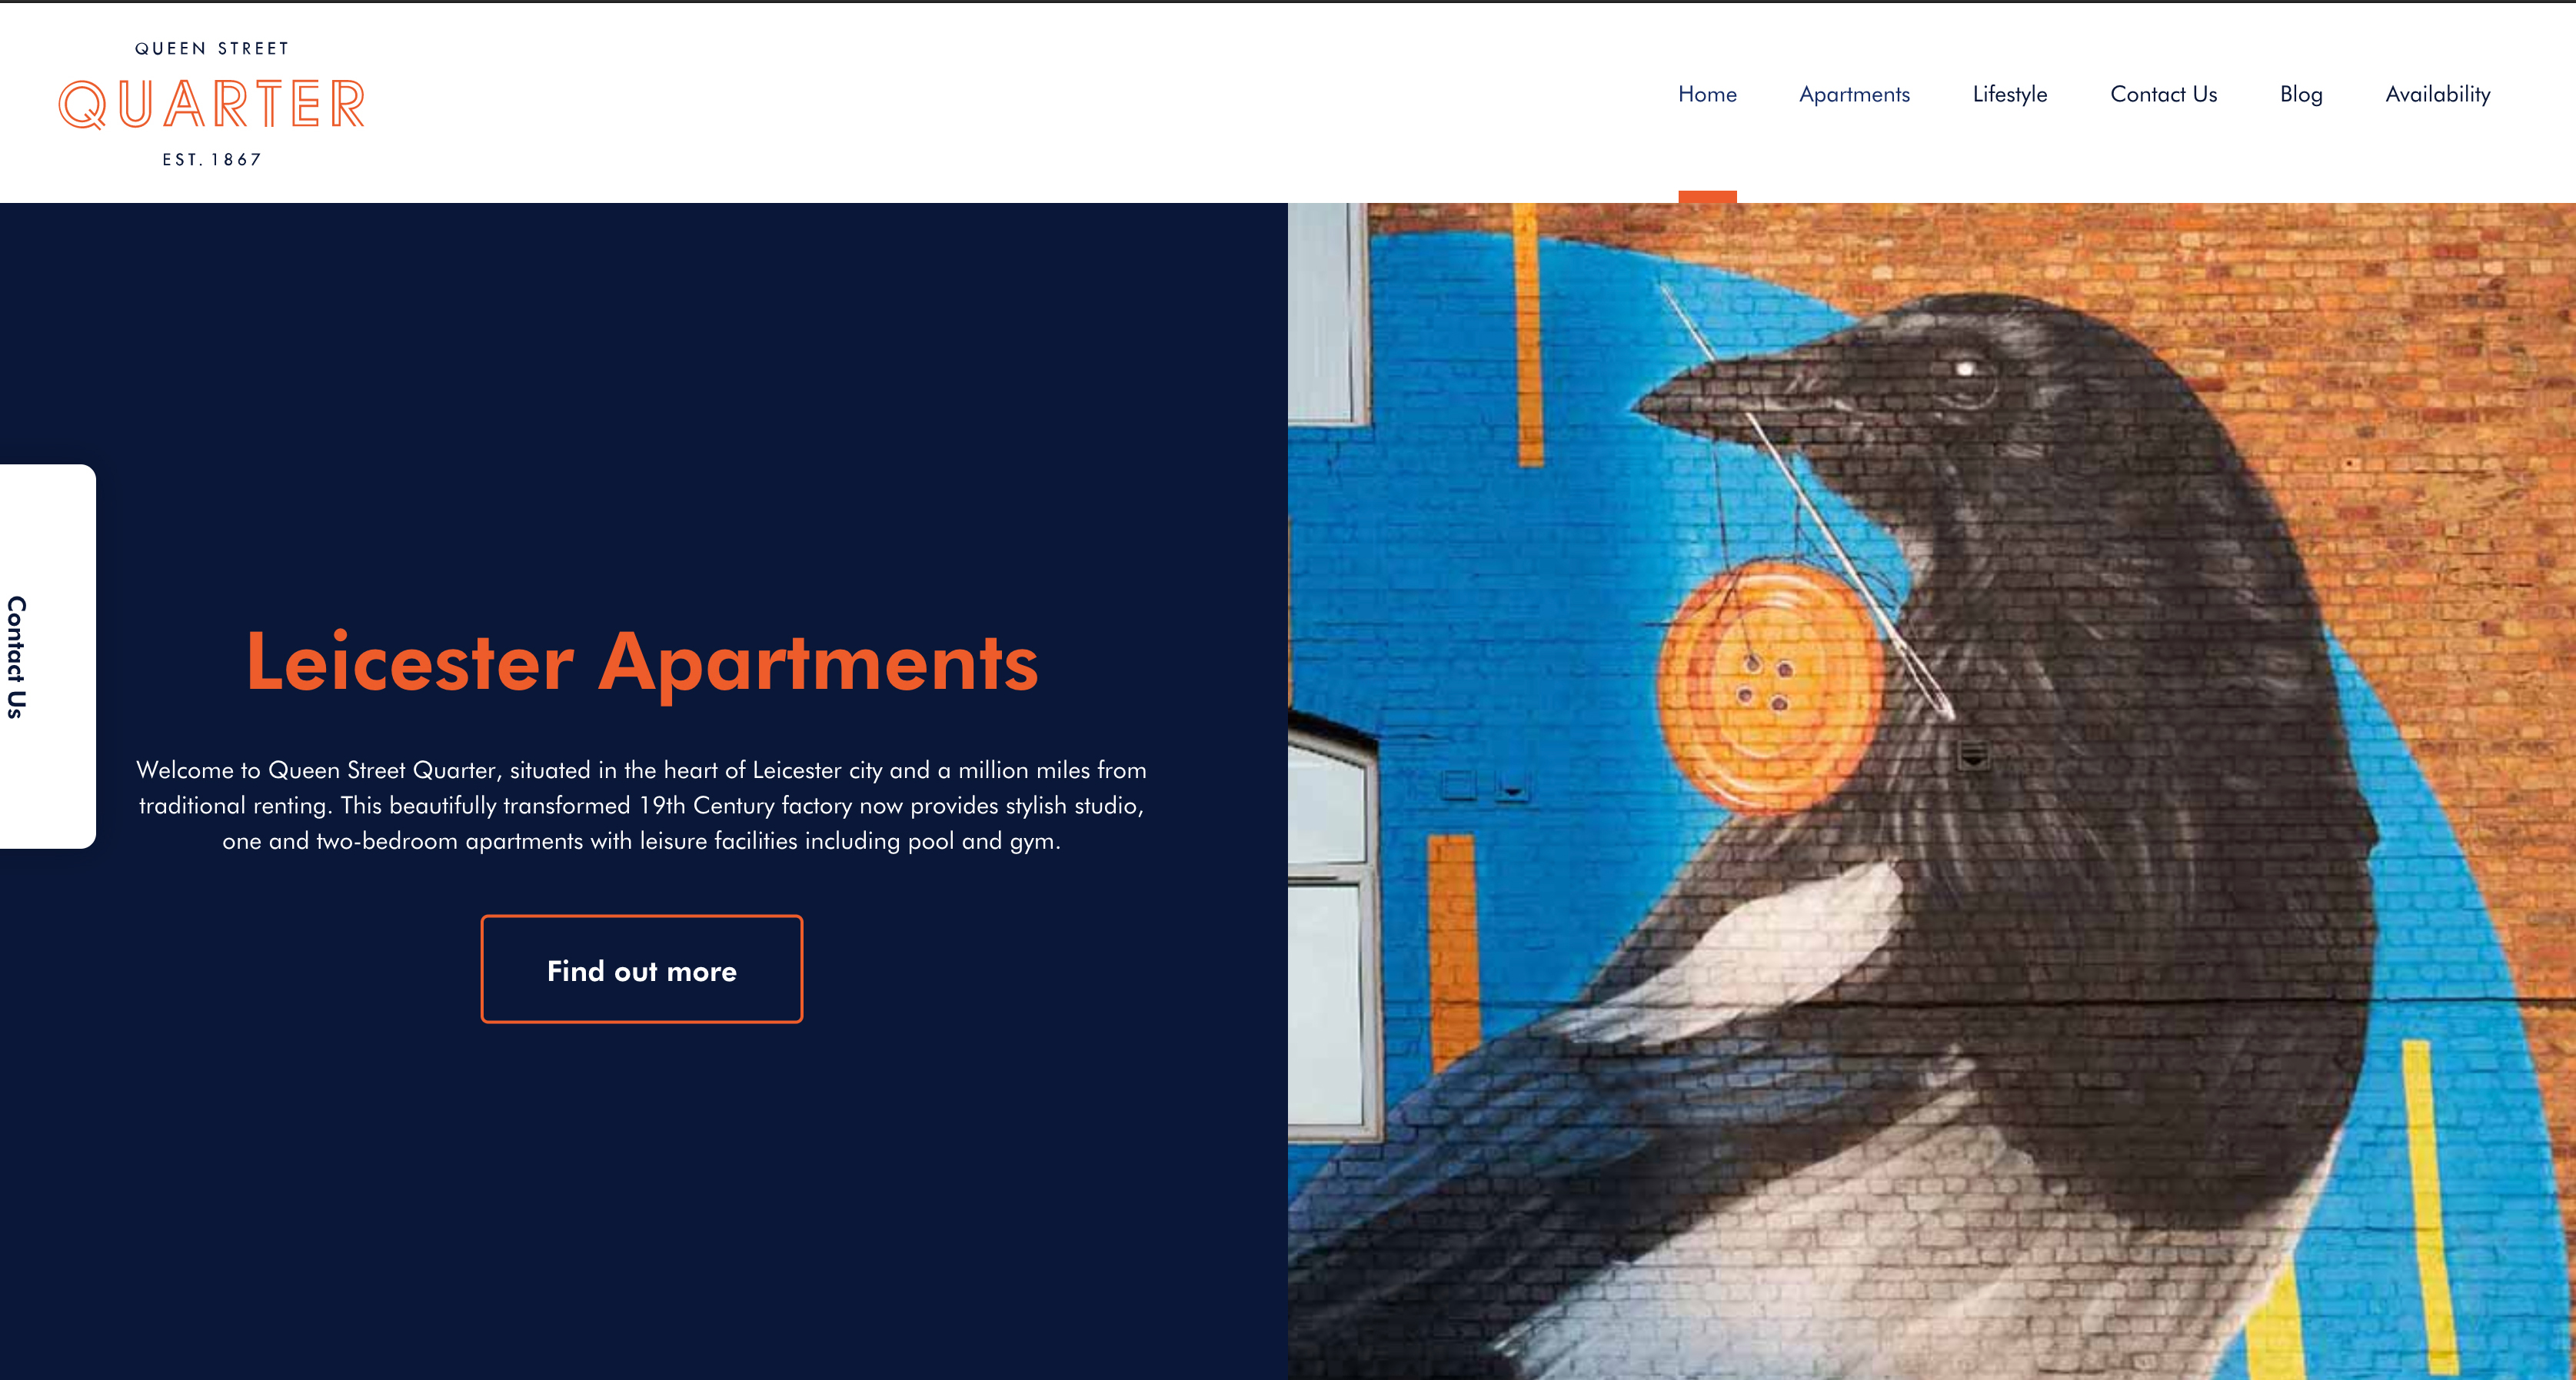 QUEEN STREET
QUARTER
EST. 1867
Home Apartments Lifestyle Contact Us Blog Availability
Contact Us
Leicester Apartments
Welcome to Queen Street Quarter, situated in the heart of Leicester city and a million miles from
traditional renting. This beautifully transformed 19th Century factory now provides stylish studio,
one and two-bedroom apartments with leisure facilities including pool and gym.
Find out more